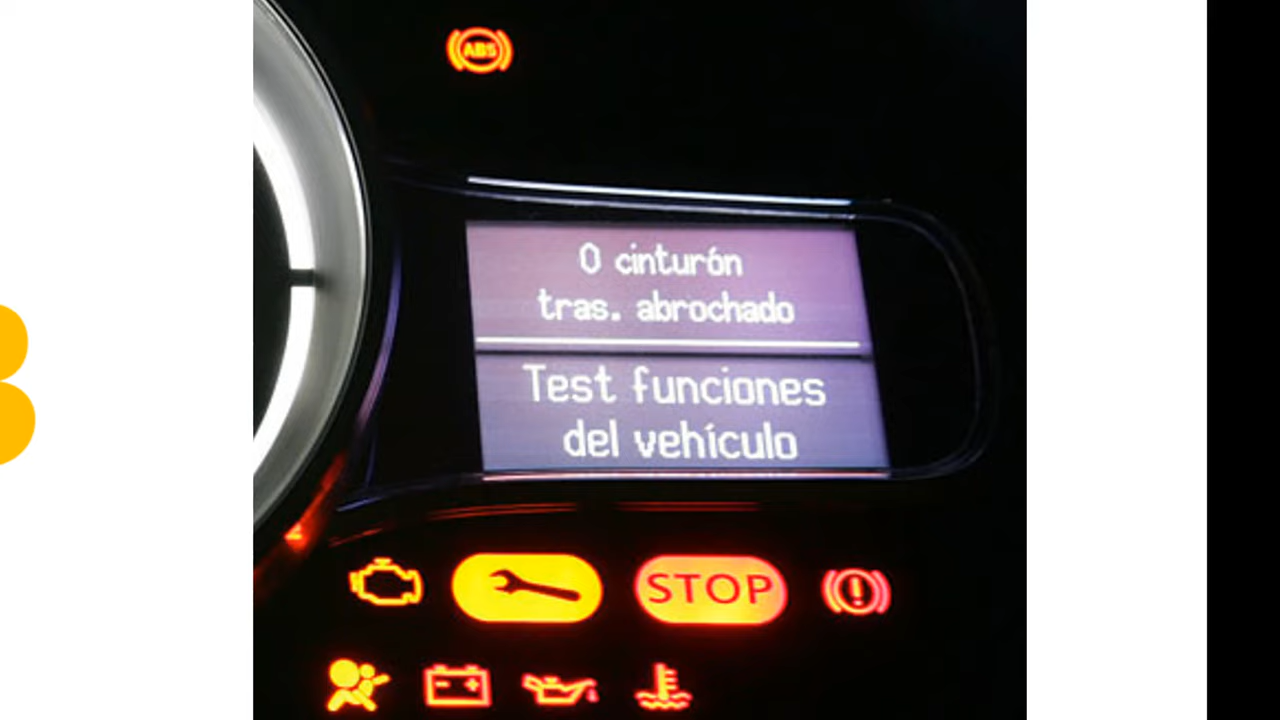 ABS
0 cinturón
tras. abrochado
Test funciones
del vehículo
STOP